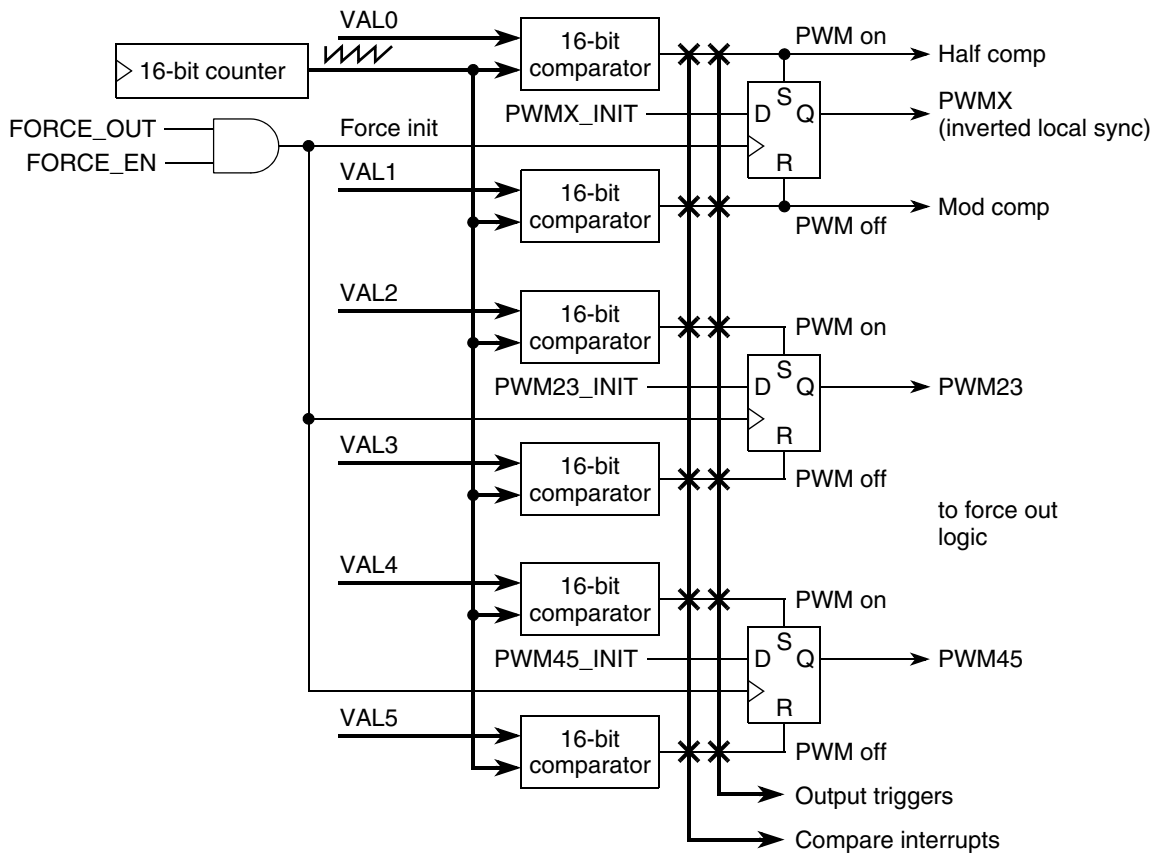 VAL0
16-bit counter
16-bit
comparator
PWM on
Half comp
PWMX_INIT
S
D Q
R
PWMX
(inverted local sync)
FORCE_OUT
FORCE_EN
Force init
VAL1
16-bit
comparator
PWM off
Mod comp
VAL2
16-bit
comparator
PWM on
PWM23_INIT
S
D Q
R
PWM23
VAL3
16-bit
comparator
PWM off
to force out
logic
VAL4
16-bit
comparator
PWM on
PWM45_INIT
S
D Q
R
PWM45
VAL5
16-bit
comparator
PWM off
Output triggers
Compare interrupts